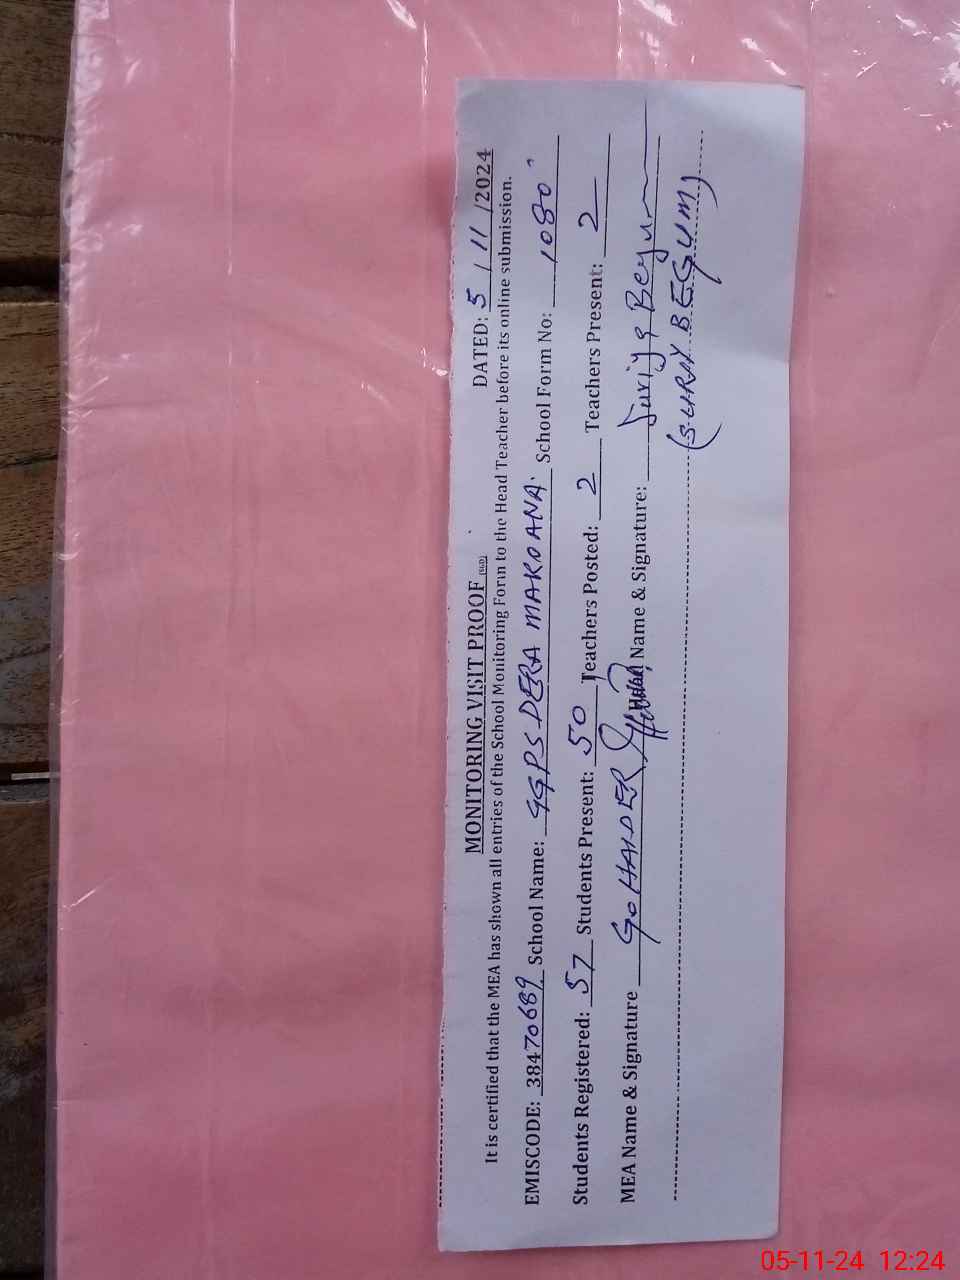 MONITORING VISIT PROOF (SED)
DATED: 5 / 11 /2024
It is certified that the MEA has shown all entries of the School Monitoring Form to the Head Teacher before its online submission.
EMISCODE: 38470689 School Name: GGPS DERA MAKOANA. School Form No: 1080
Students Registered: 57 Students Present: 50 Teachers Posted: 2 Teachers Present: 2
MEA Name & Signature HAIDER Name & Signature: Suriya Begum
(SURAY BEGUM)
05-11-24 12:24